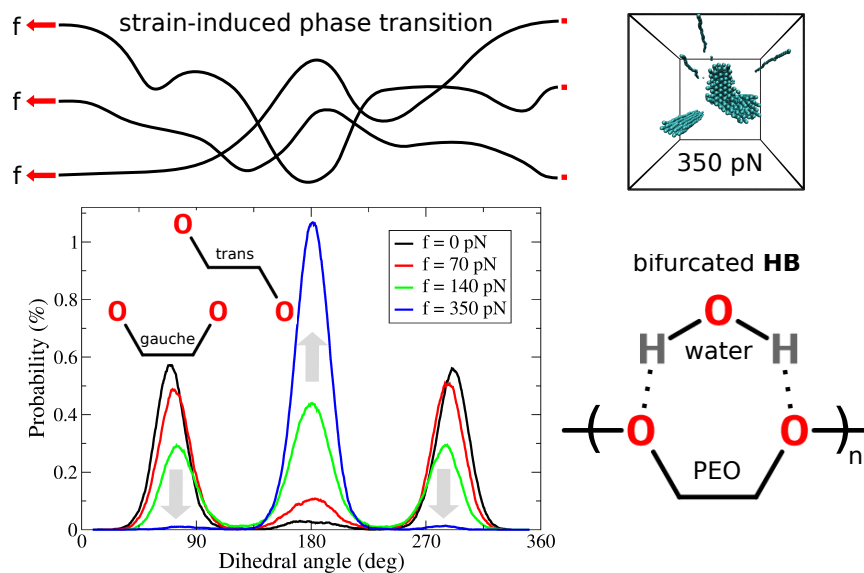 strain-induced phase transition
f
f
f
350 pN
Probability (%)
1
0.8
0.6
0.4
0.2
0
0
90
180
270
360
Dihedral angle (deg)
O
trans
O
O
O
gauche
f = 0 pN
f = 70 pN
f = 140 pN
f = 350 pN
bifurcated HB
O
H
H
water
( O O )n
PEO